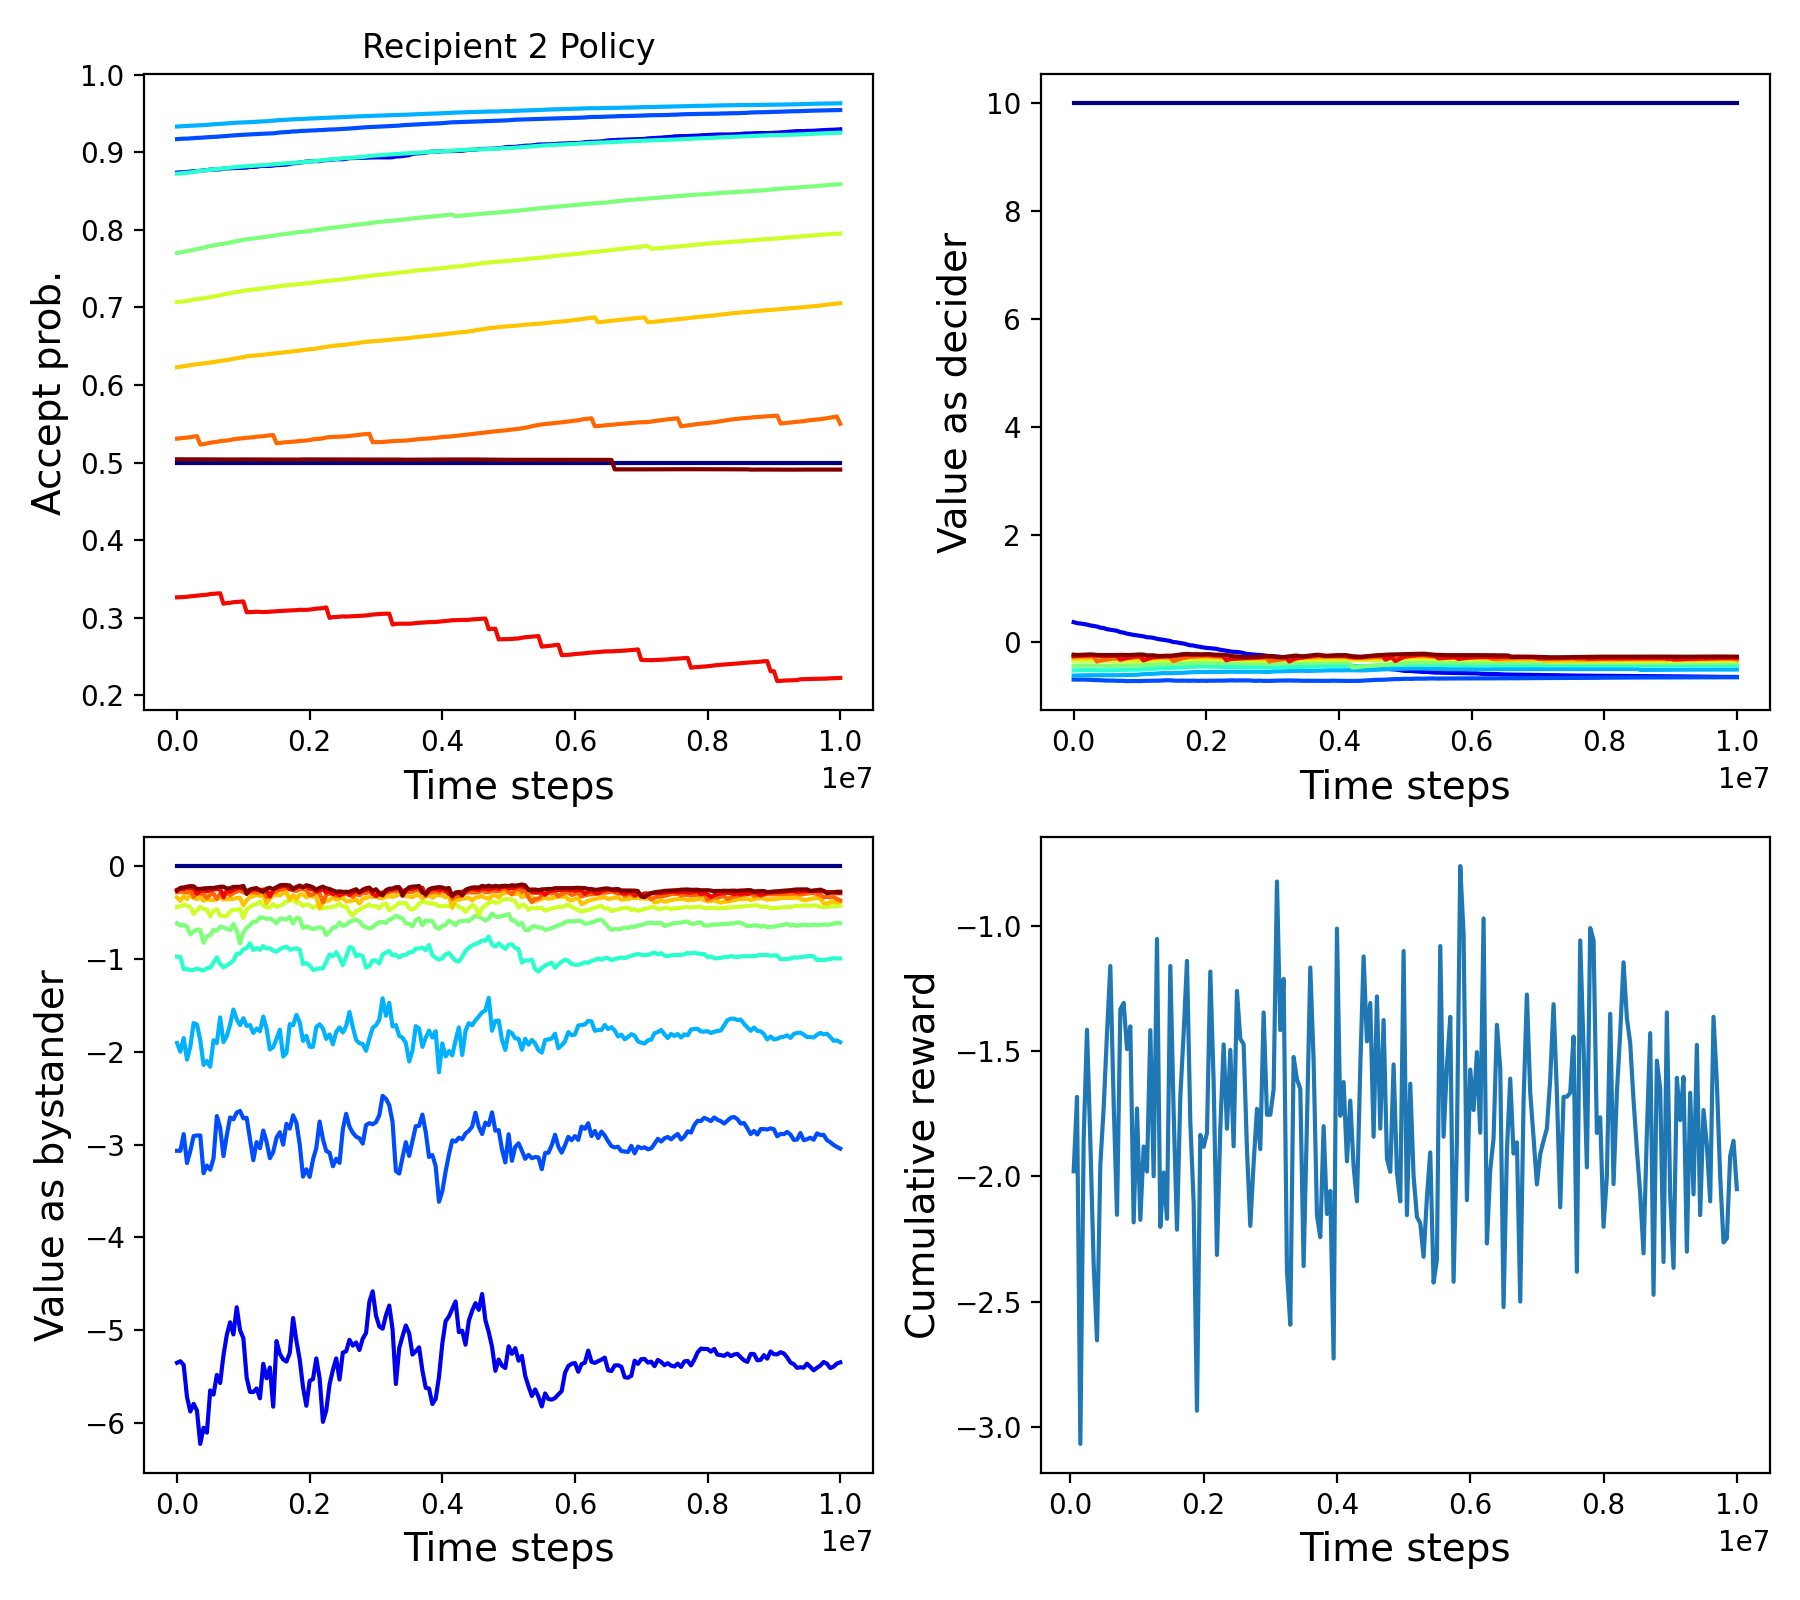 Recipient 2 Policy
Accept prob.
1.0
0.9
0.8
0.7
0.6
0.5
0.4
0.3
0.2
0.0 0.2 0.4 0.6 0.8 1.0
1e7
Time steps
Value as decider
10
8
6
4
2
0
0.0 0.2 0.4 0.6 0.8 1.0
1e7
Time steps
Value as bystander
0
−1
−2
−3
−4
−5
−6
0.0 0.2 0.4 0.6 0.8 1.0
1e7
Time steps
Cumulative reward
−1.0
−1.5
−2.0
−2.5
−3.0
0.0 0.2 0.4 0.6 0.8 1.0
1e7
Time steps